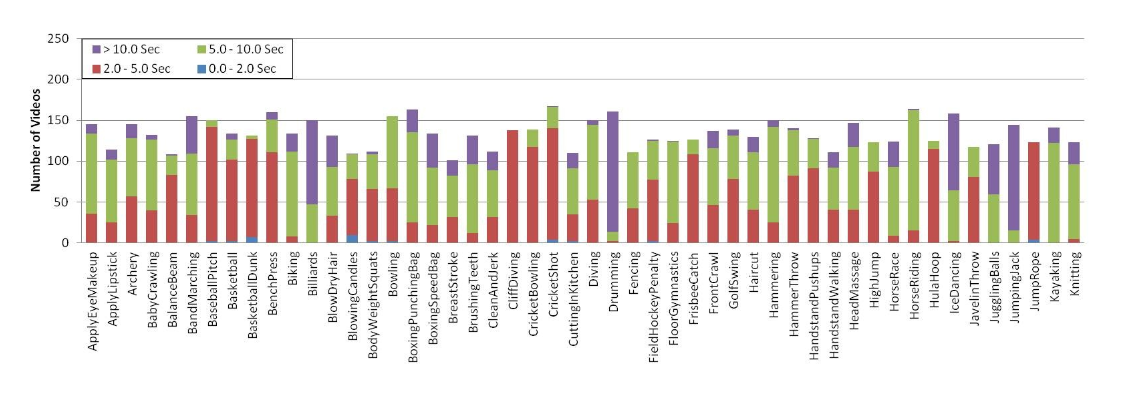 Number of Videos
250
200
150
100
50
0
> 10.0 Sec 5.0 - 10.0 Sec
2.0 - 5.0 Sec 0.0 - 2.0 Sec
ApplyEyeMakeup
ApplyLipstick
Archery
BabyCrawling
BalanceBeam
BandMarching
BaseballPitch
Basketball
BasketballDunk
BenchPress
Biking
Billiards
BlowDryHair
BlowingCandles
BodyWeightSquats
Bowling
BoxingPunchingBag
BoxingSpeedBag
BreastStroke
BrushingTeeth
CleanAndJerk
CliffDiving
CricketBowling
CricketShot
CuttingInKitchen
Diving
Drumming
Fencing
FieldHockeyPenalty
FloorGymnastics
FrisbeeCatch
FrontCrawl
GolfSwing
Haircut
Hammering
HammerThrow
HandstandPushups
HandstandWalking
HeadMassage
HighJump
HorseRace
HorseRiding
HulaHoop
IceDancing
JavelinThrow
JugglingBalls
JumpingJack
JumpRope
Kayaking
Knitting